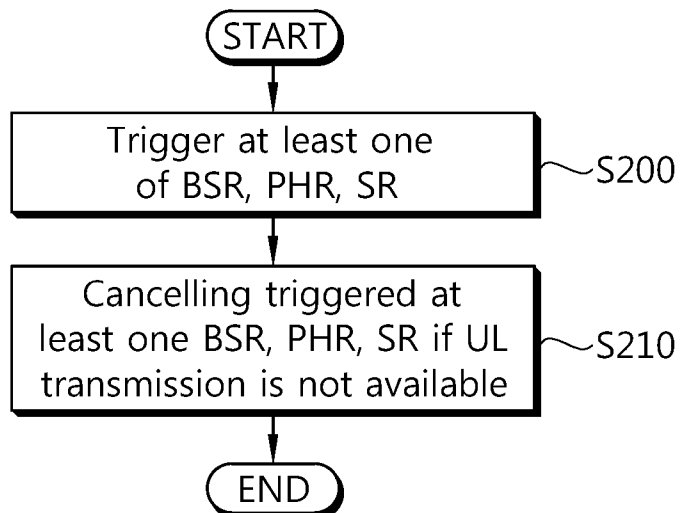 START
Trigger at least one
of BSR, PHR, SR
S200
Cancelling triggered at
least one BSR, PHR, SR if UL
transmission is not available
S210
END